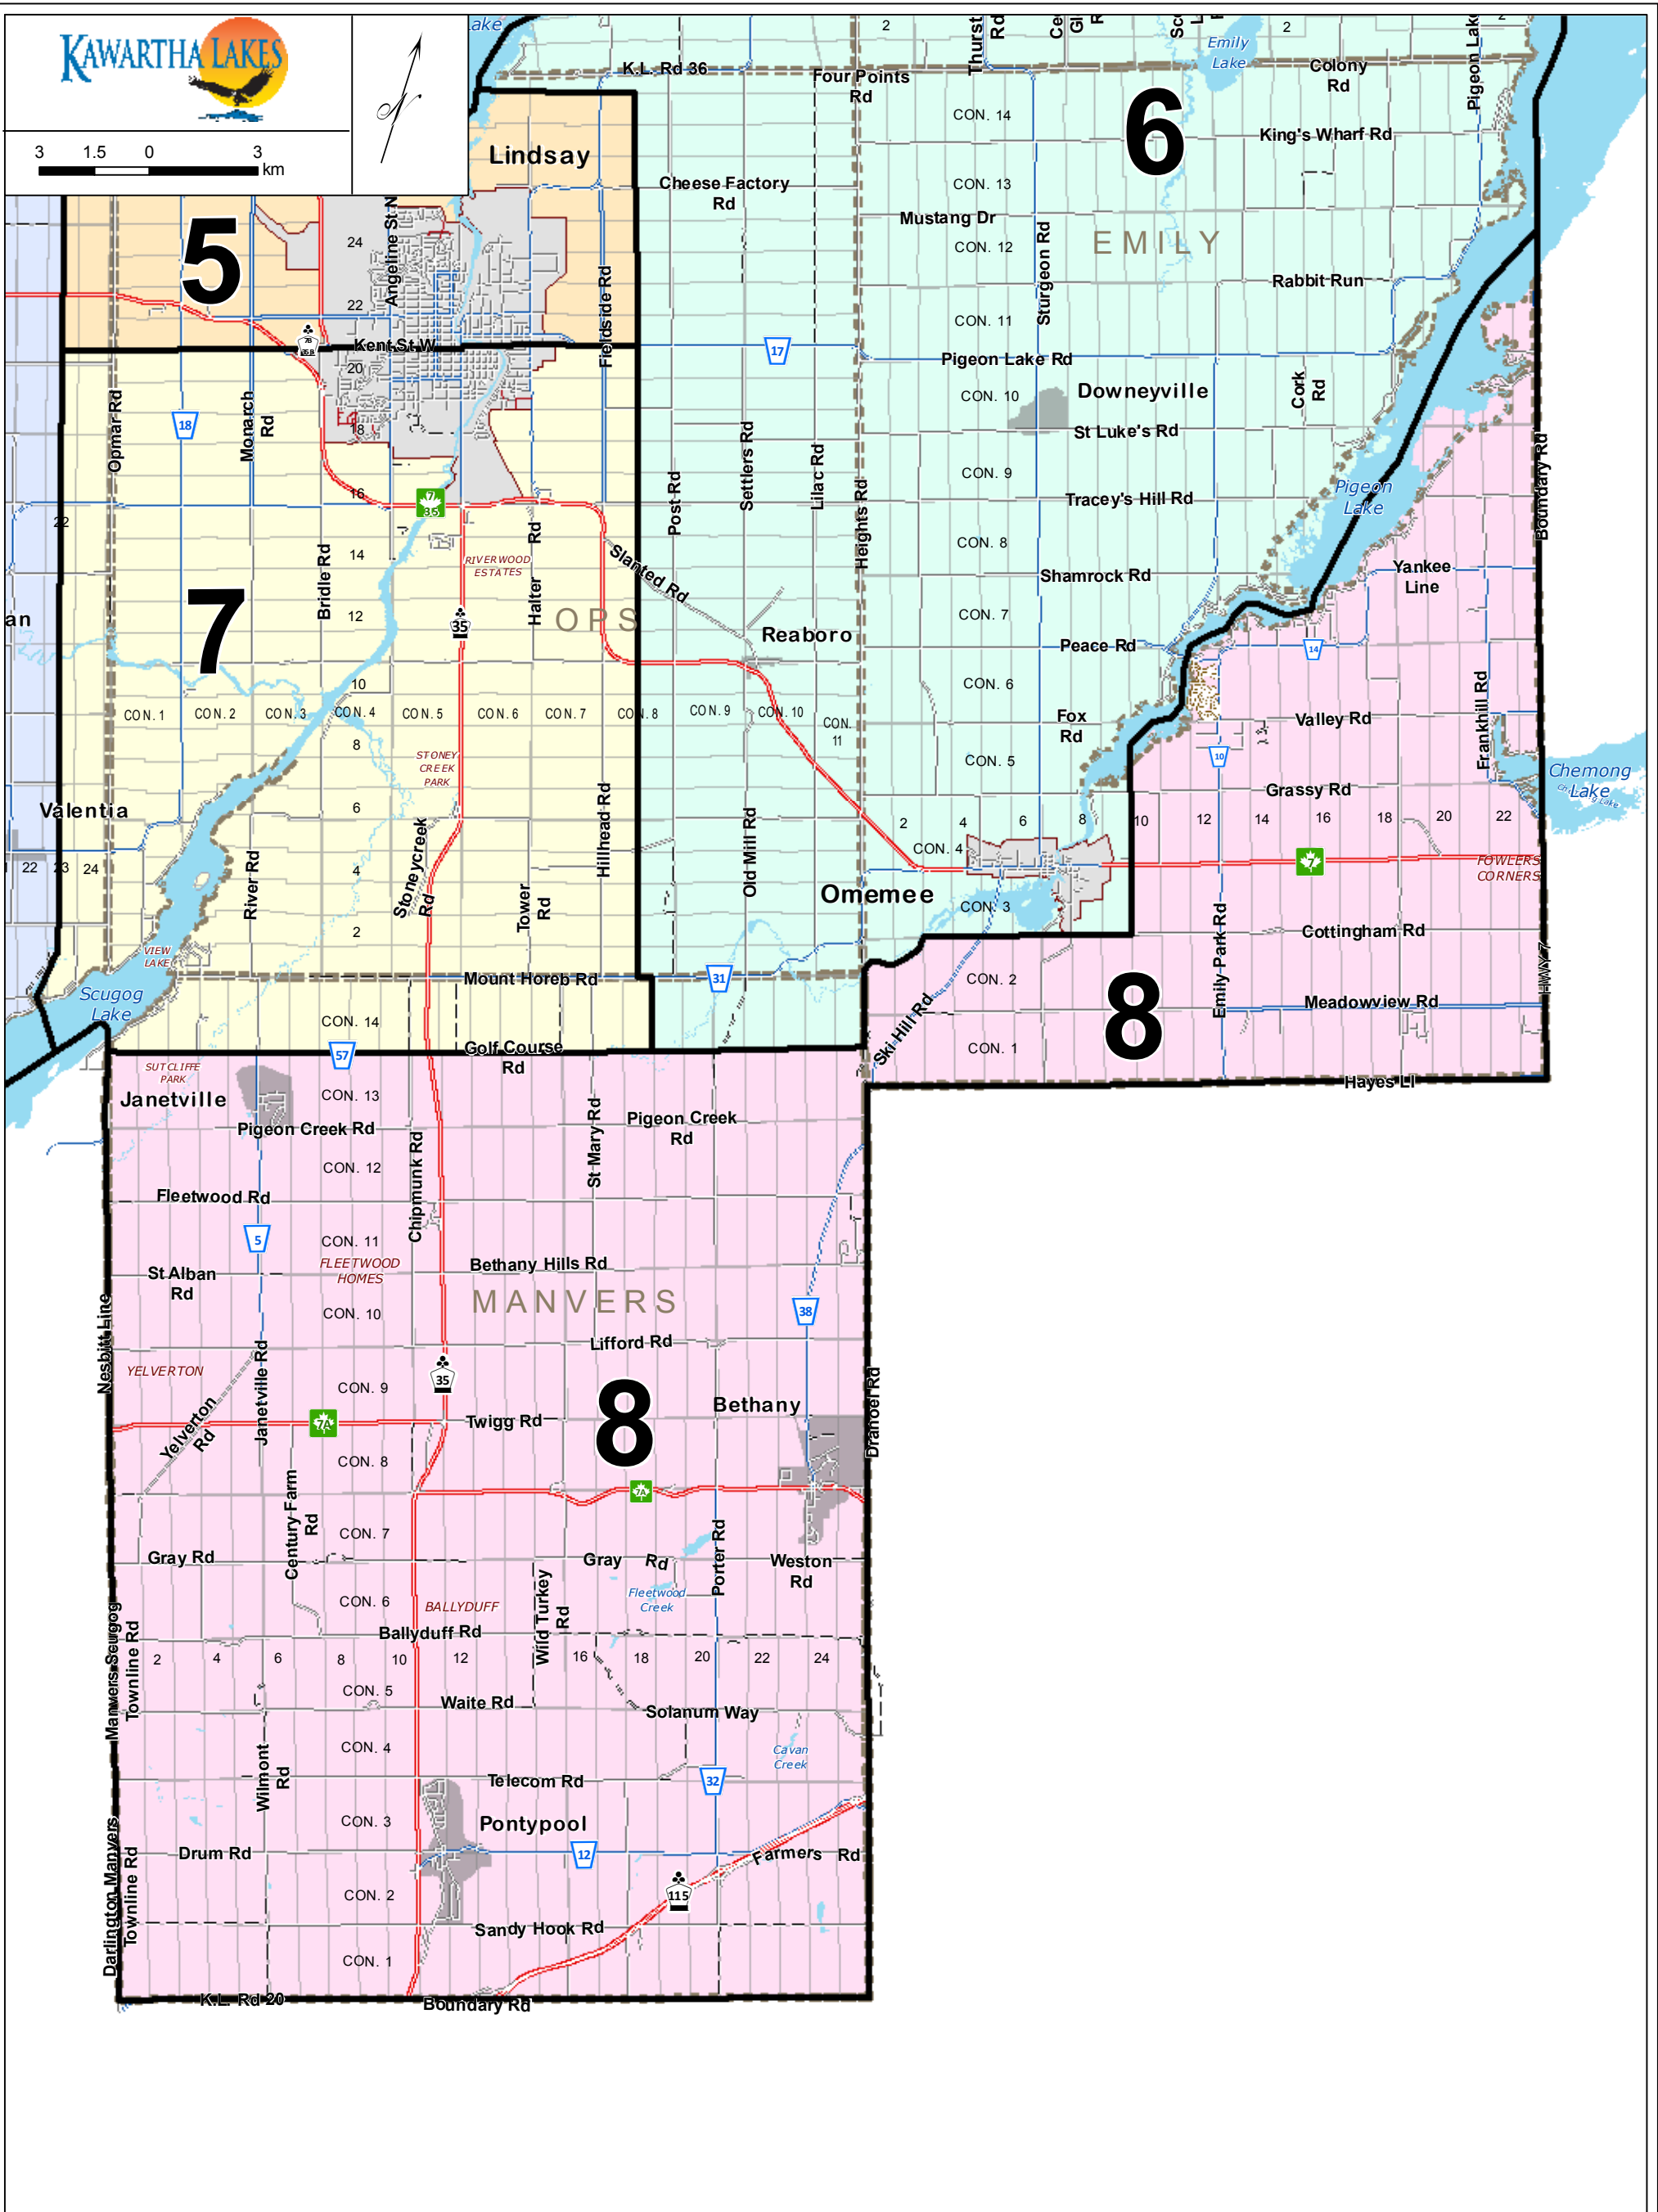 KAWARTHA LAKES
N
3 1.5 0 3
km
Lake
K.L. Rd 36
Four Points
Rd
2
Thurst
Rd
Emily
Lake
2
2
Colony
Rd
Pigeon Lake
CON. 14
6
King's Wharf Rd
Lindsay
Cheese Factory
Rd
CON. 13
Mustang Dr
CON. 12
EMILY
Sturgeon Rd
Rabbit Run
5
24
Angeline St N
22
Fieldside Rd
CON. 11
Kent St W
20
17
Pigeon Lake Rd
CON. 10
Downeyville
Cork
Rd
St Luke's Rd
Opmar Rd
18
Monarch
Rd
18
Post Rd
Settlers Rd
Lilac Rd
Heights Rd
CON. 9
Tracey's Hill Rd
Pigeon
Lake
Boundary Rd
16
7
35
22
14
Bridle Rd
RIVERWOOD
ESTATES
Halter
Rd
Slanted Rd
CON. 8
Shamrock Rd
Yankee
Line
an
7
12
35
OPS
Reaboro
CON. 7
Peace Rd
14
10
CON. 6
Frankhill Rd
CON. 1
CON. 2
CON. 3
CON. 4
CON. 5
CON. 6
CON. 7
CON. 8
CON. 9
CON. 10
CON.
11
Fox
Rd
Valley Rd
8
STONEY
CREEK
PARK
CON. 5
10
Chemong
Lake
Valentia
6
Hillhead Rd
Old Mill Rd
Grassy Rd
2
4
6
8
10
12
14
16
18
20
22
CON. 4
22
23
24
River Rd
4
Stoneycreek
Rd
Tower
Rd
Omemee
7
FOWLERS
CORNERS
CON. 3
2
Cottingham Rd
VIEW
LAKE
Mount Horeb Rd
31
CON. 2
8
Emily Park Rd
HWY 7
Scugog
Lake
Meadowview Rd
CON. 14
Ski Hill Rd
57
Golf Course
Rd
CON. 1
Hayes Li
SUTCLIFFE
PARK
Janetville
CON. 13
Pigeon Creek Rd
St Mary Rd
Pigeon Creek
Rd
Chipmunk Rd
CON. 12
Fleetwood Rd
5
CON. 11
FLEETWOOD
HOMES
Bethany Hills Rd
St Alban
Rd
MANVERS
38
CON. 10
Nesbitt Line
Lifford Rd
YELVERTON
Janetville Rd
CON. 9
35
8
Bethany
Dranoel Rd
Yelverton
Rd
7A
Twigg Rd
CON. 8
7A
Century Farm
Rd
CON. 7
Porter Rd
Gray Rd
Gray Rd
Weston
Rd
Fleetwood
Creek
CON. 6
BALLYDUFF
Wild Turkey
Rd
Ballyduff Rd
Manvers Scugog
Townline Rd
2
4
6
8
10
12
16
18
20
22
24
CON. 5
Waite Rd
Solanum Way
CON. 4
Cavan
Creek
Wilmont
Rd
Telecom Rd
32
CON. 3
Pontypool
Drum Rd
12
Farmers Rd
Darlington Manvers
Townline Rd
CON. 2
115
Sandy Hook Rd
CON. 1
K.L. Rd 20
Boundary Rd